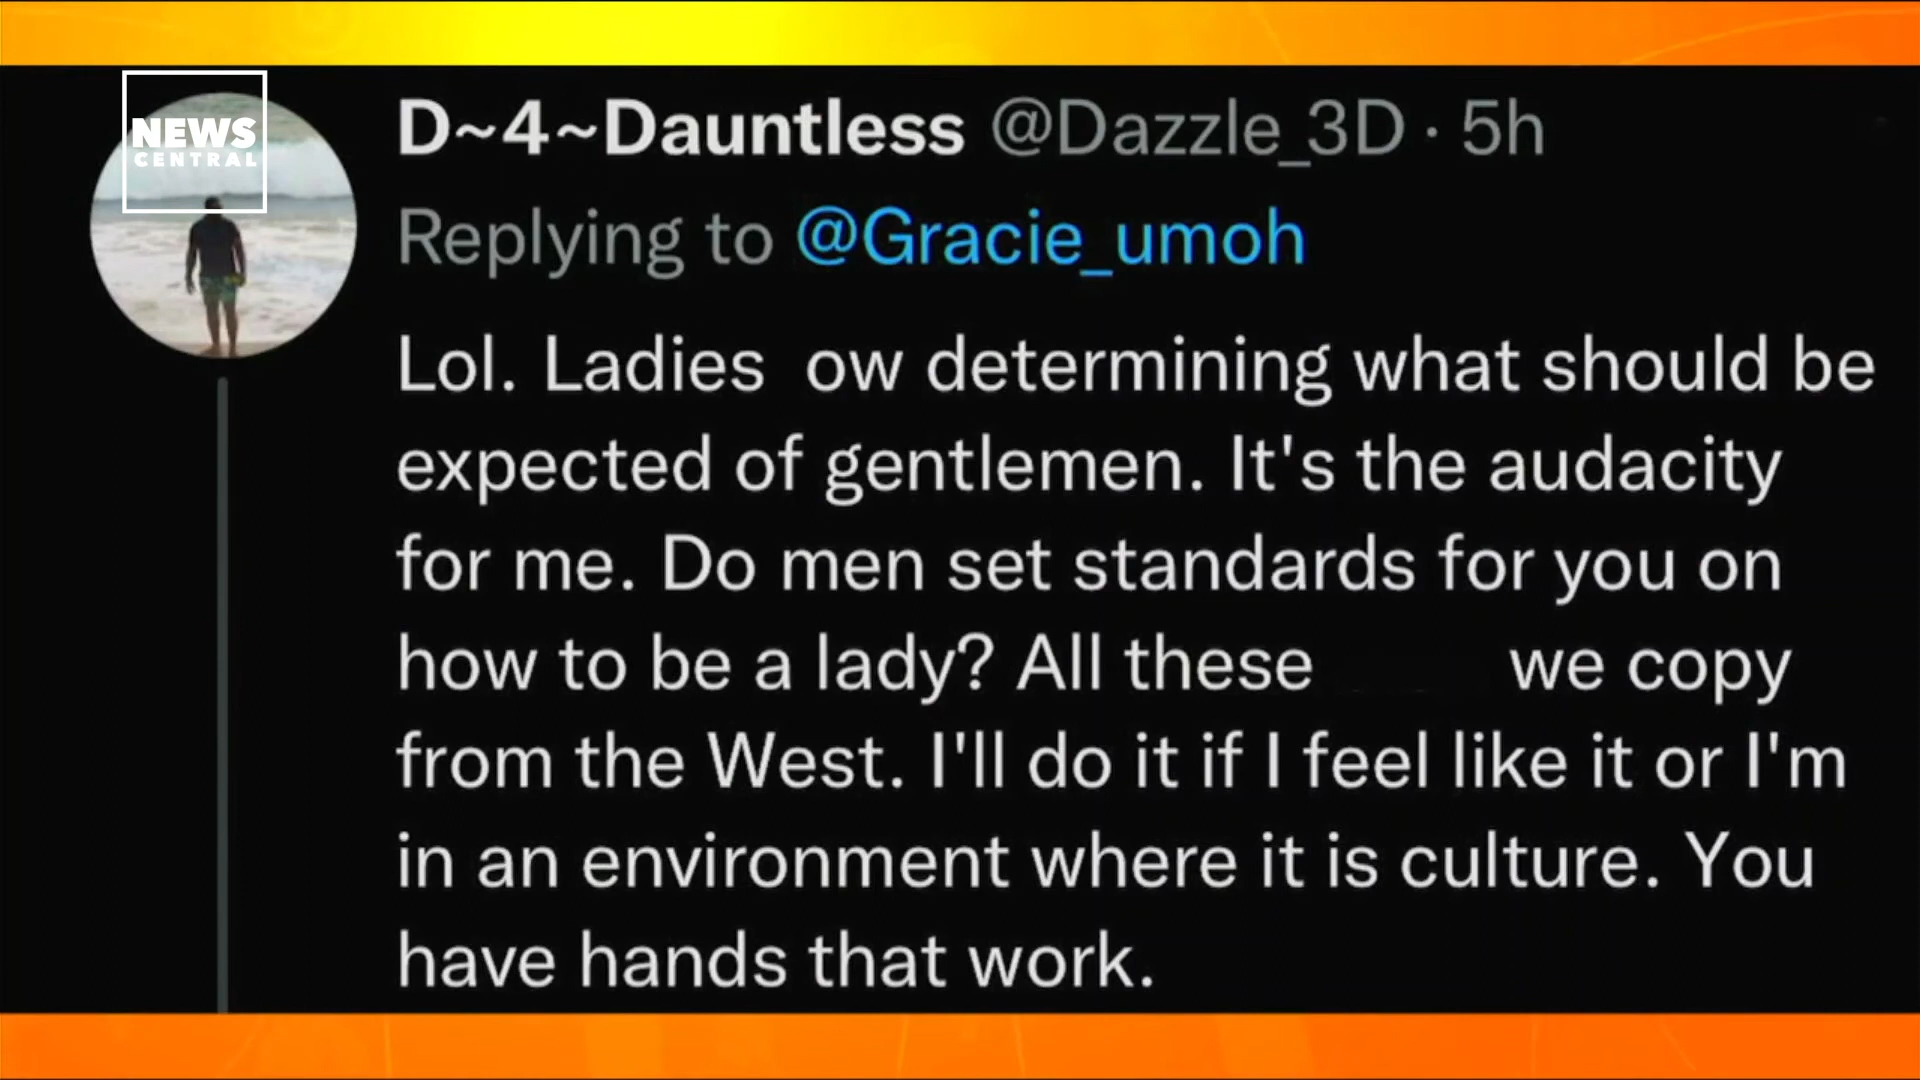 NEWS
CENTRAL
D~4~Dauntless @Dazzle_3D · 5h
Replying to @Gracie_umoh
Lol. Ladies ow determining what should be
expected of gentlemen. It's the audacity
for me. Do men set standards for you on
how to be a lady? All these we copy
from the West. I'll do it if I feel like it or I'm
in an environment where it is culture. You
have hands that work.